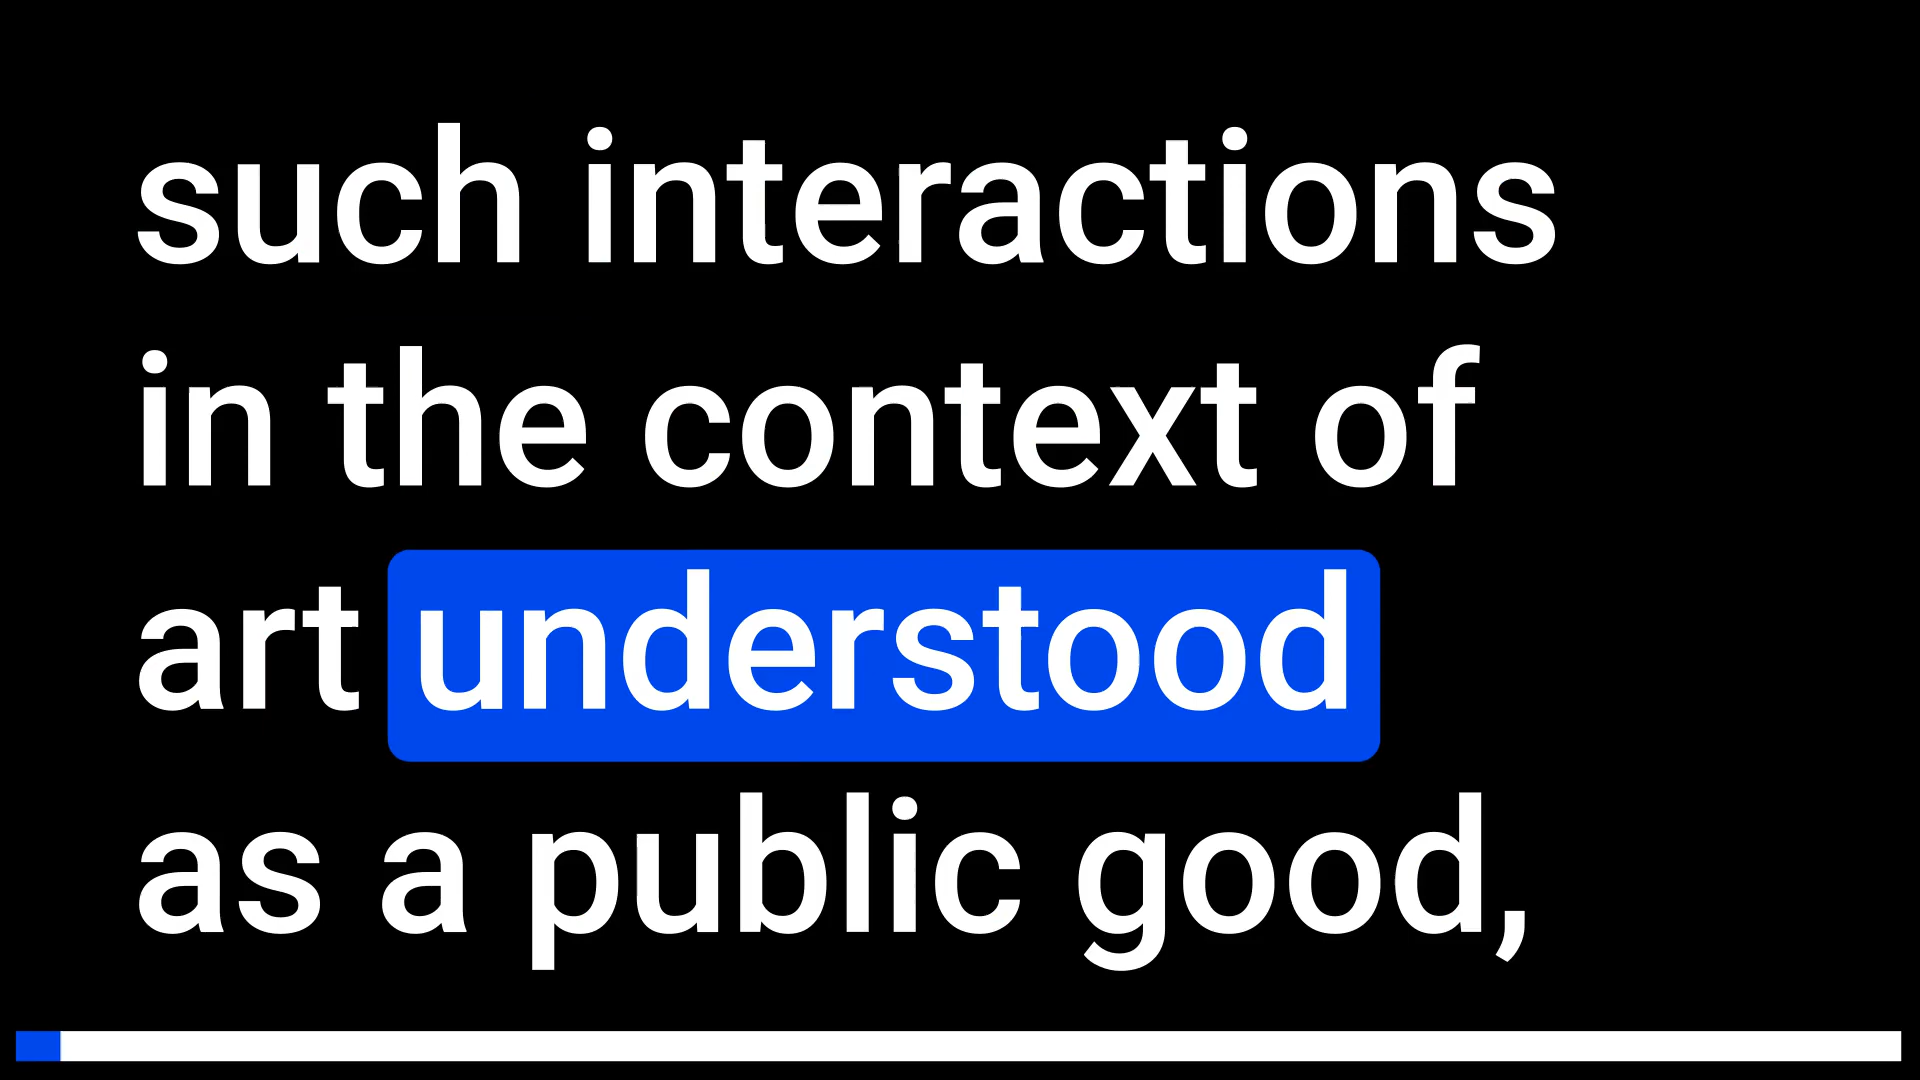 such interactions
in the context of
art understood
as a public good,